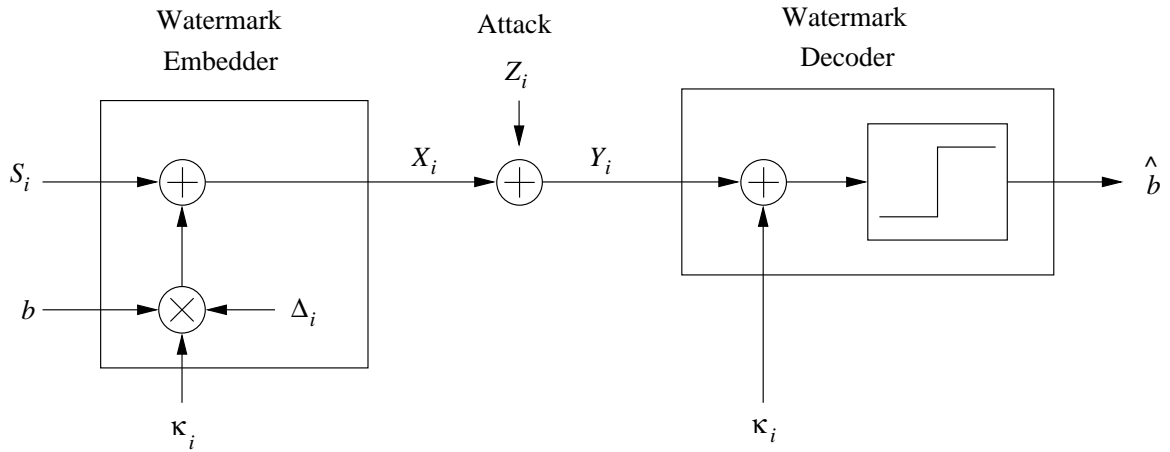 Watermark
Embedder
Attack
Watermark
Decoder
Z_i
S_i
X_i
Y_i
b̂
b
Δ_i
κ_i
κ_i